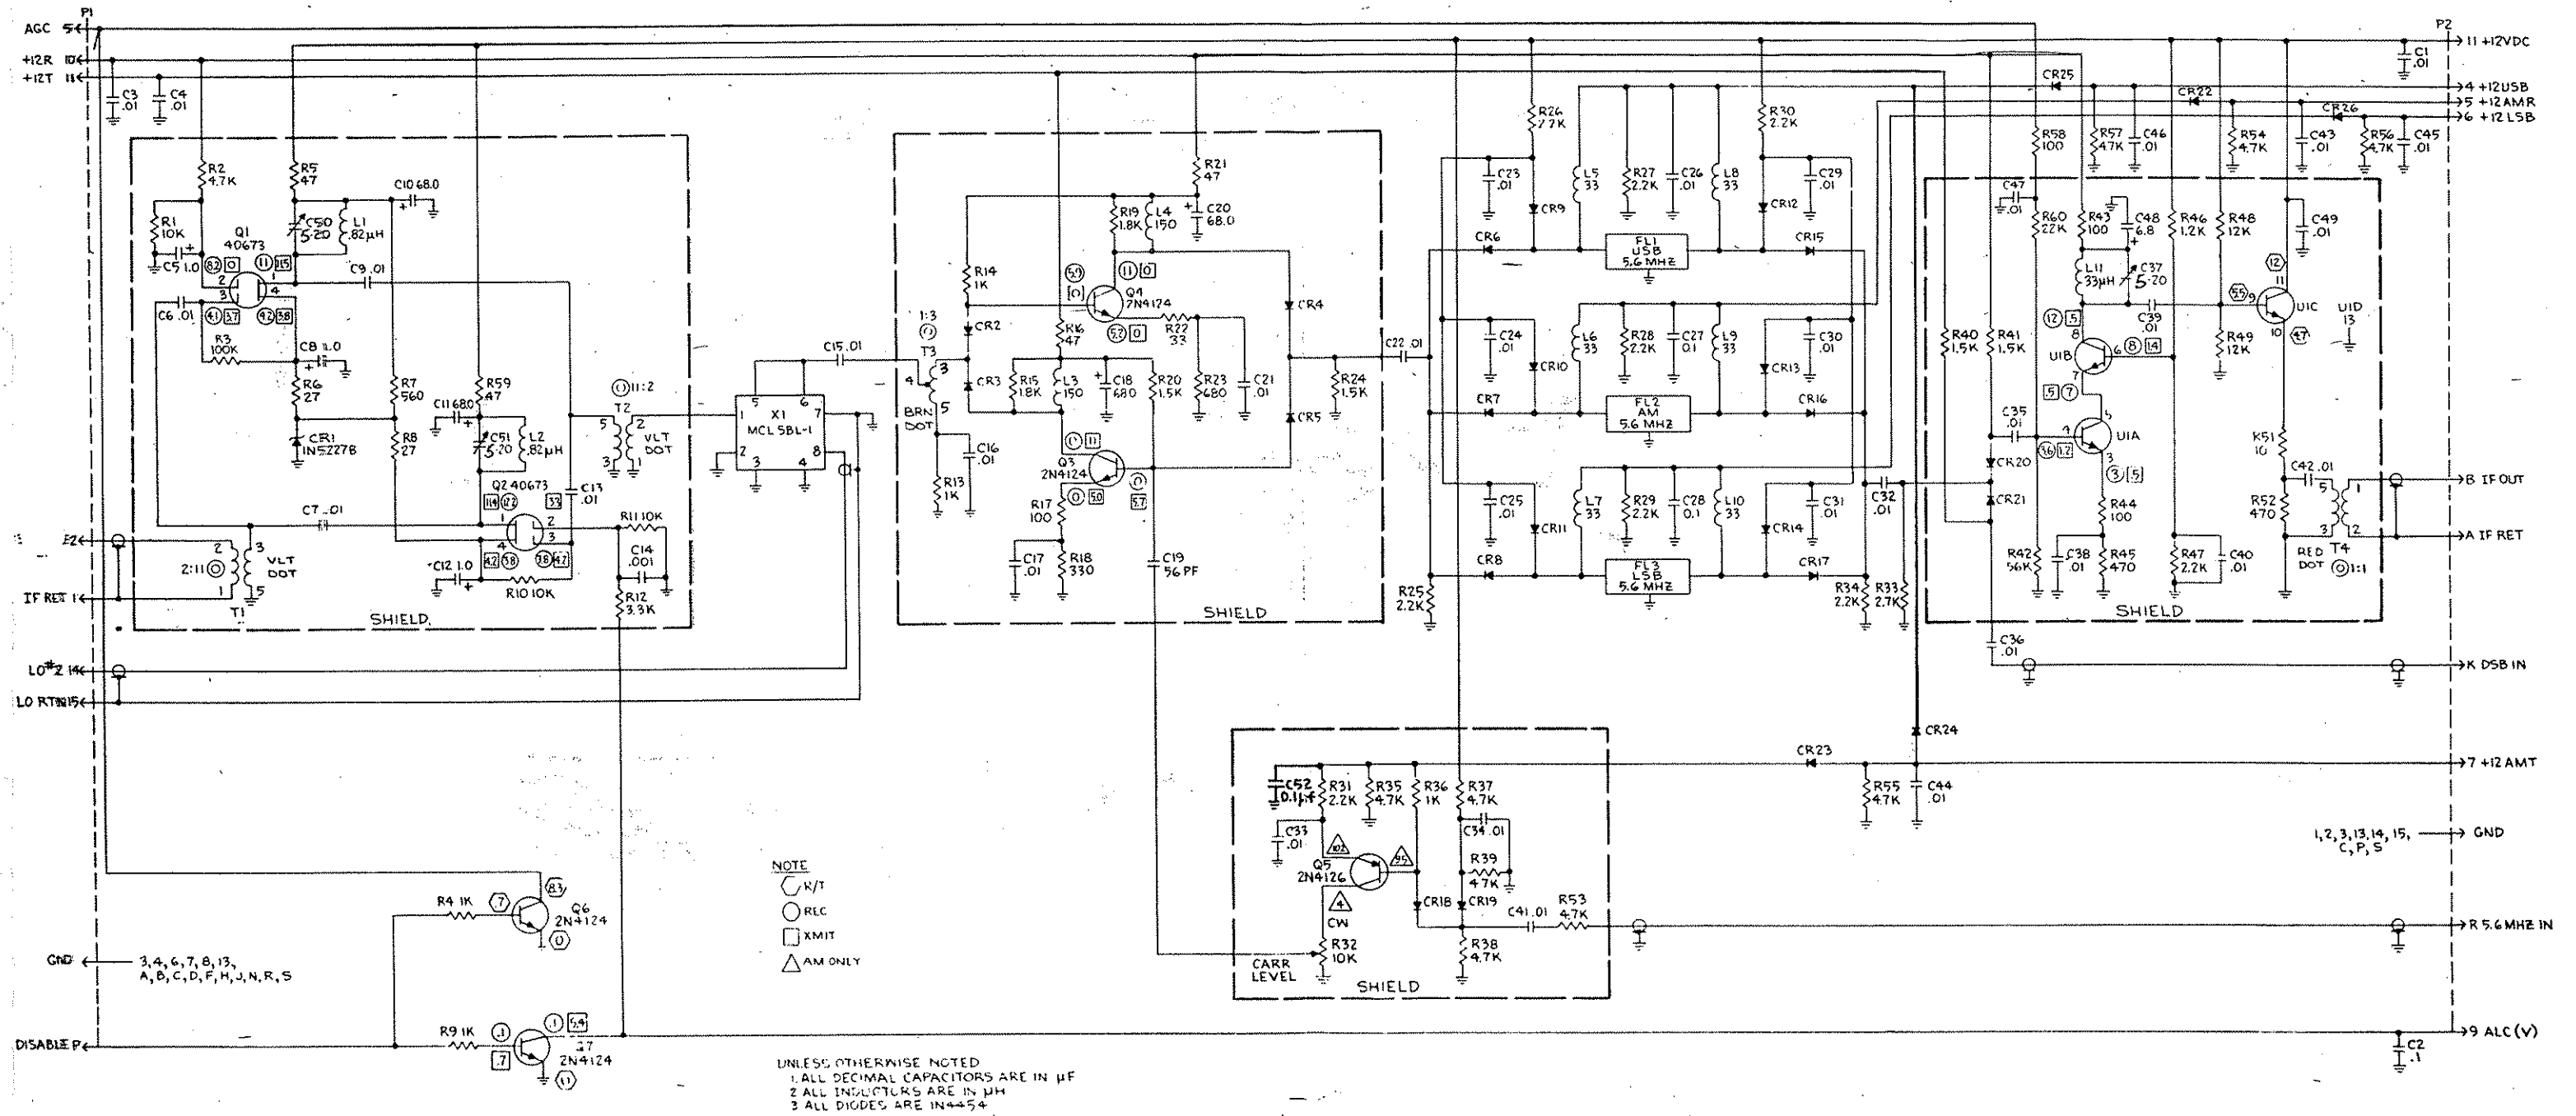 P1
P2
AGC 5
+12R 10
+12T 11
C3 .01
C4 .01
R2 4.7K
R1 10K
C5 1.0
Q1 40673
C6 .01
R3 100K
R5 47
C50 5-20
L1 .82µH
C10 68.0
C9 .01
C8 1.0
R6 27
CR1 1N5227B
R7 560
R8 27
R59 47
C11 68.0
C51 5-20
L2 .82µH
Q2 40673
C13 .01
C7 .01
T2
11:2
VLT DOT
R11 10K
C14 .001
C12 1.0
R10 10K
R12 3.3K
2:11
VLT DOT
T1
SHIELD
IF RET 1
LO#2 14
X1
MCL SBL-1
C15 .01
1:3
T3
BRN DOT
R14 1K
CR2
CR3
C16 .01
R13 1K
R21 47
R19 1.8K
L4 150
C20 68.0
Q4 2N4124
R16 47
R22 33
R15 1.8K
L3 150
C18 680
R20 1.5K
R23 680
C21 .01
CR4
CR5
R24 1.5K
Q3 2N4124
R17 100
C17 .01
R18 330
C19 56 PF
SHIELD
C22 .01
R25 2.2K
R26
C23 .01
CR9
CR6
L5 33
R27 2.2K
C26 .01
L8 33
R30 2.2K
C29 .01
CR12
CR15
FL1 USB 5.6 MHZ
C24 .01
CR10
CR7
L6 33
R28 2.2K
C27 0.1
L9 33
C30 .01
CR13
CR16
FL2 AM 5.6 MHZ
C25 .01
CR11
CR8
L7 33
R29 2.2K
C28 0.1
L10 33
C31 .01
CR14
CR17
FL3 LSB 5.6 MHZ
C32 .01
R34 2.2K
R33 2.7K
R40 1.5K
R41 1.5K
C1 .01
11 +12VDC
4 +12USB
5 +12AMR
6 +12LSB
CR25
CR22
CR26
R58 100
R57 4.7K
C46 .01
R54 4.7K
C43 .01
R56 4.7K
C45 .01
C47 .01
R60 22K
R43 100
C48 6.8
R46 1.2K
R48 12K
C49 .01
L11 33µH
C37 5-20
C39 .01
U1C
U1D 13
U1B
R49 12K
C35 .01
U1A
CR20
CR21
R44 100
R42 56K
C38 .01
R45 470
R47 2.2K
C40 .01
R51 10
C42 .01
R52 470
RED DOT
T4
1:1
SHIELD
B IF OUT
A IF RET
C36 .01
K DSB IN
CR24
CR23
7 +12AMT
R55 4.7K
C44 .01
1,2,3,13,14,15, C,P,S
GND
C52 0.1µf
R31 2.2K
R35 4.7K
R36 1K
R37 4.7K
C33 .01
C34 .01
Q5 2N4126
R39 47K
CR18
CR19
CW
R32 10K
CARR LEVEL
R38 4.7K
C41 .01
R53 4.7K
SHIELD
R 5.6 MHZ IN
9 ALC (V)
C2 .1
R4 1K
Q6 2N4124
GND
3,4,6,7,8,13,
A,B,C,D,F,H,J,N,R,S
DISABLE P
R9 1K
2N4124
NOTE
R/T
REC
XMIT
AM ONLY
UNLESS OTHERWISE NOTED
1. ALL DECIMAL CAPACITORS ARE IN µF
2 ALL INDUCTORS ARE IN µH
3 ALL DIODES ARE IN4454